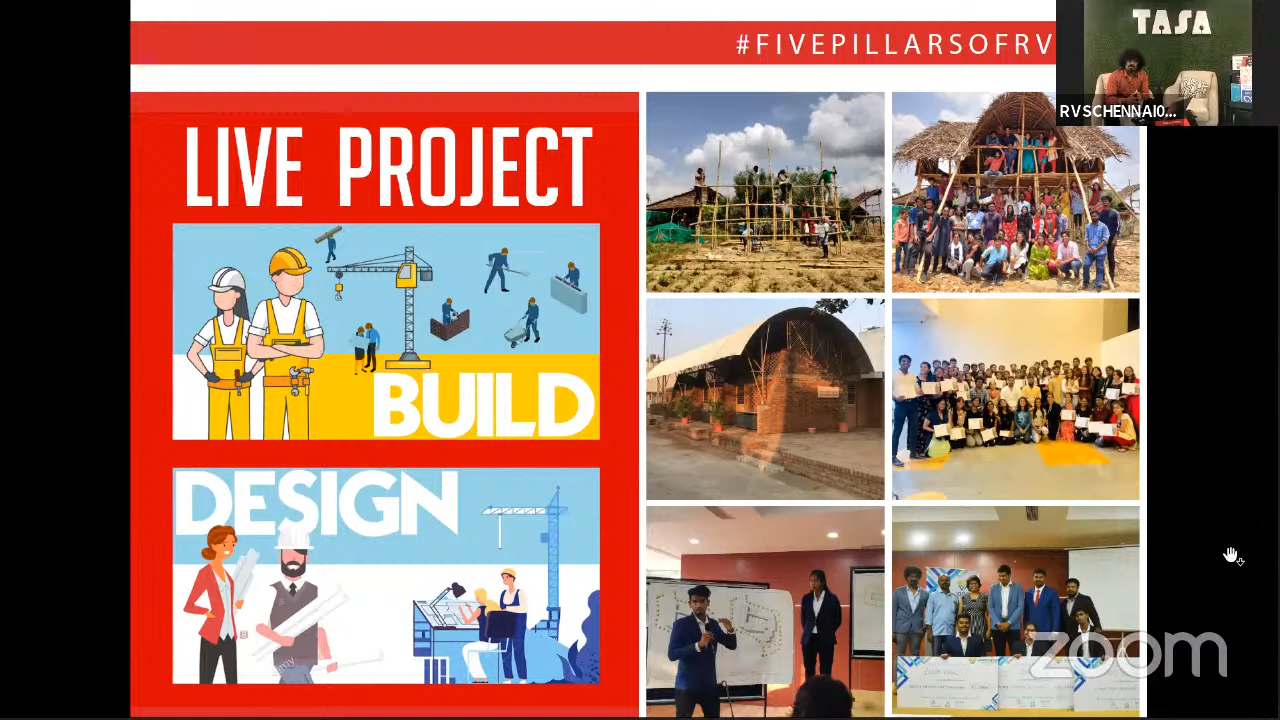 #FIVEPILLARSOFRV
TASA
RVSCHENNAI0...
LIVE PROJECT
BUILD
DESIGN
zoom